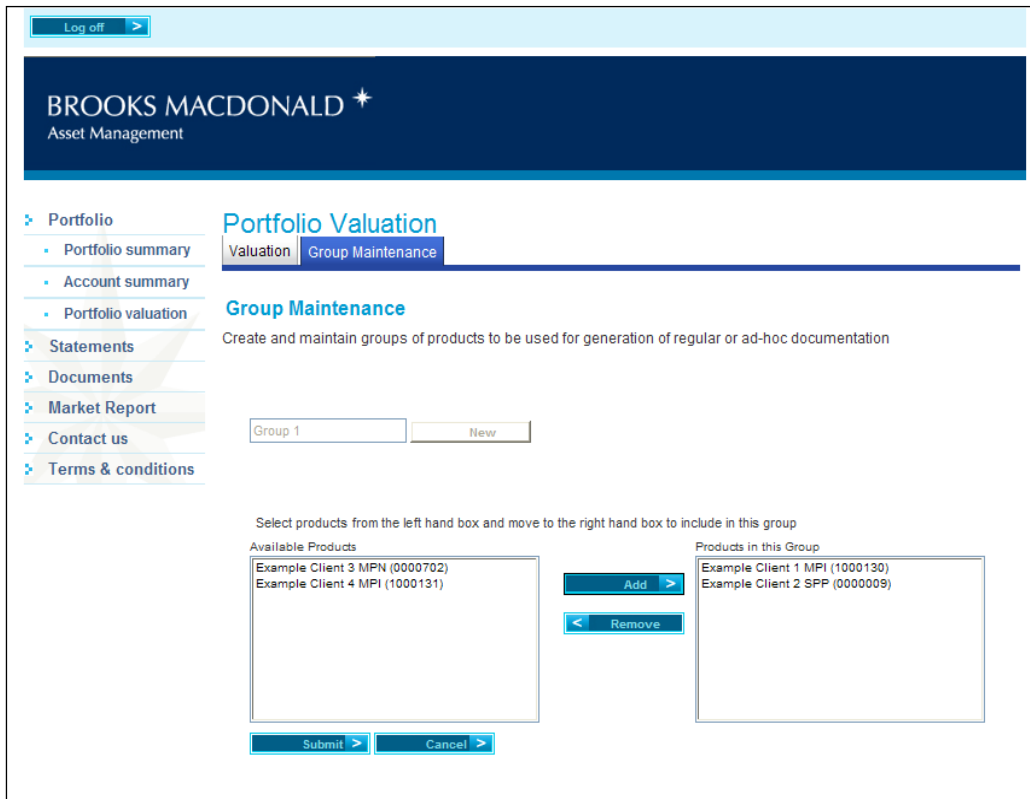 Log off >
BROOKS MACDONALD
Asset Management
Portfolio
Portfolio summary
Account summary
Portfolio valuation
Statements
Documents
Market Report
Contact us
Terms & conditions
Portfolio Valuation
Valuation Group Maintenance
Group Maintenance
Create and maintain groups of products to be used for generation of regular or ad-hoc documentation
Group 1 New
Select products from the left hand box and move to the right hand box to include in this group
Available Products
Example Client 3 MPN (0000702)
Example Client 4 MPI (1000131)
Add >
< Remove
Products in this Group
Example Client 1 MPI (1000130)
Example Client 2 SPP (0000009)
Submit > Cancel >